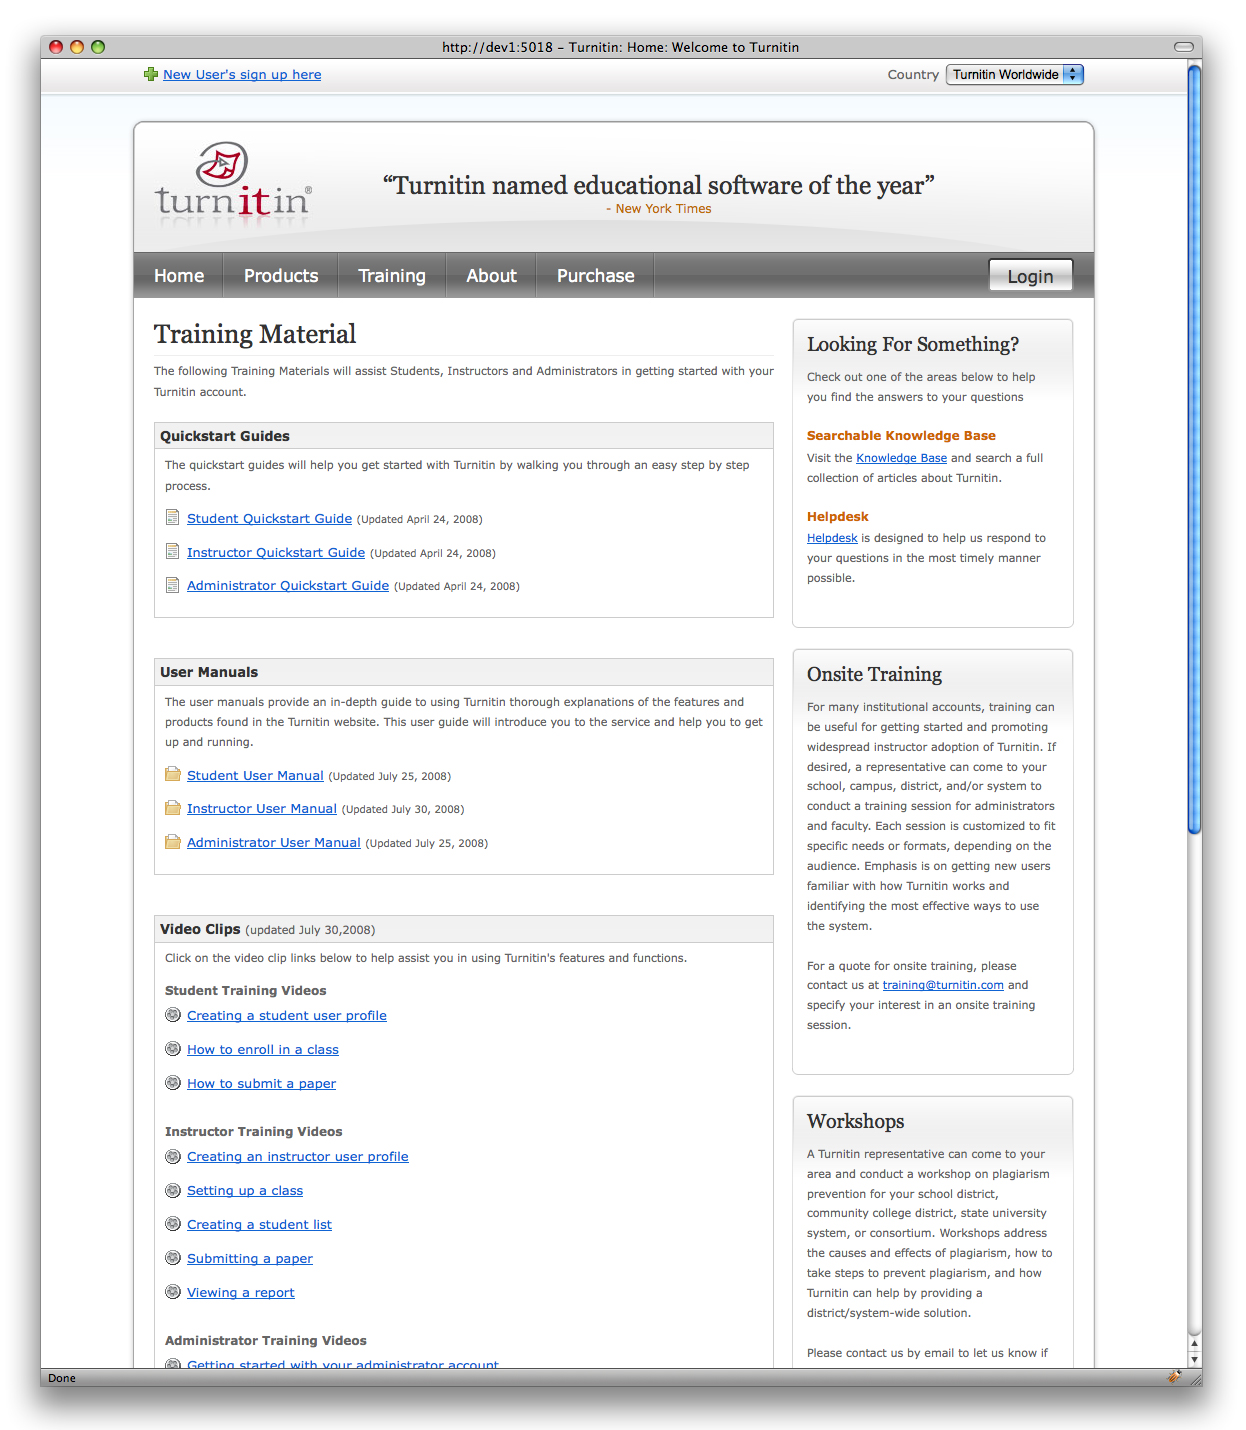 http://dev1:5018 – Turnitin: Home: Welcome to Turnitin
New User's sign up here
Country Turnitin Worldwide
turnitin®
“Turnitin named educational software of the year”
- New York Times
Home Products Training About Purchase Login
Training Material
The following Training Materials will assist Students, Instructors and Administrators in getting started with your
Turnitin account.
Quickstart Guides
The quickstart guides will help you get started with Turnitin by walking you through an easy step by step
process.
Student Quickstart Guide (Updated April 24, 2008)
Instructor Quickstart Guide (Updated April 24, 2008)
Administrator Quickstart Guide (Updated April 24, 2008)
User Manuals
The user manuals provide an in-depth guide to using Turnitin thorough explanations of the features and
products found in the Turnitin website. This user guide will introduce you to the service and help you to get
up and running.
Student User Manual (Updated July 25, 2008)
Instructor User Manual (Updated July 30, 2008)
Administrator User Manual (Updated July 25, 2008)
Video Clips (updated July 30,2008)
Click on the video clip links below to help assist you in using Turnitin's features and functions.
Student Training Videos
Creating a student user profile
How to enroll in a class
How to submit a paper
Instructor Training Videos
Creating an instructor user profile
Setting up a class
Creating a student list
Submitting a paper
Viewing a report
Administrator Training Videos
Getting started with your administrator account
Looking For Something?
Check out one of the areas below to help
you find the answers to your questions
Searchable Knowledge Base
Visit the Knowledge Base and search a full
collection of articles about Turnitin.
Helpdesk
Helpdesk is designed to help us respond to
your questions in the most timely manner
possible.
Onsite Training
For many institutional accounts, training can
be useful for getting started and promoting
widespread instructor adoption of Turnitin. If
desired, a representative can come to your
school, campus, district, and/or system to
conduct a training session for administrators
and faculty. Each session is customized to fit
specific needs or formats, depending on the
audience. Emphasis is on getting new users
familiar with how Turnitin works and
identifying the most effective ways to use
the system.
For a quote for onsite training, please
contact us at training@turnitin.com and
specify your interest in an onsite training
session.
Workshops
A Turnitin representative can come to your
area and conduct a workshop on plagiarism
prevention for your school district,
community college district, state university
system, or consortium. Workshops address
the causes and effects of plagiarism, how to
take steps to prevent plagiarism, and how
Turnitin can help by providing a
district/system-wide solution.
Please contact us by email to let us know if
Done